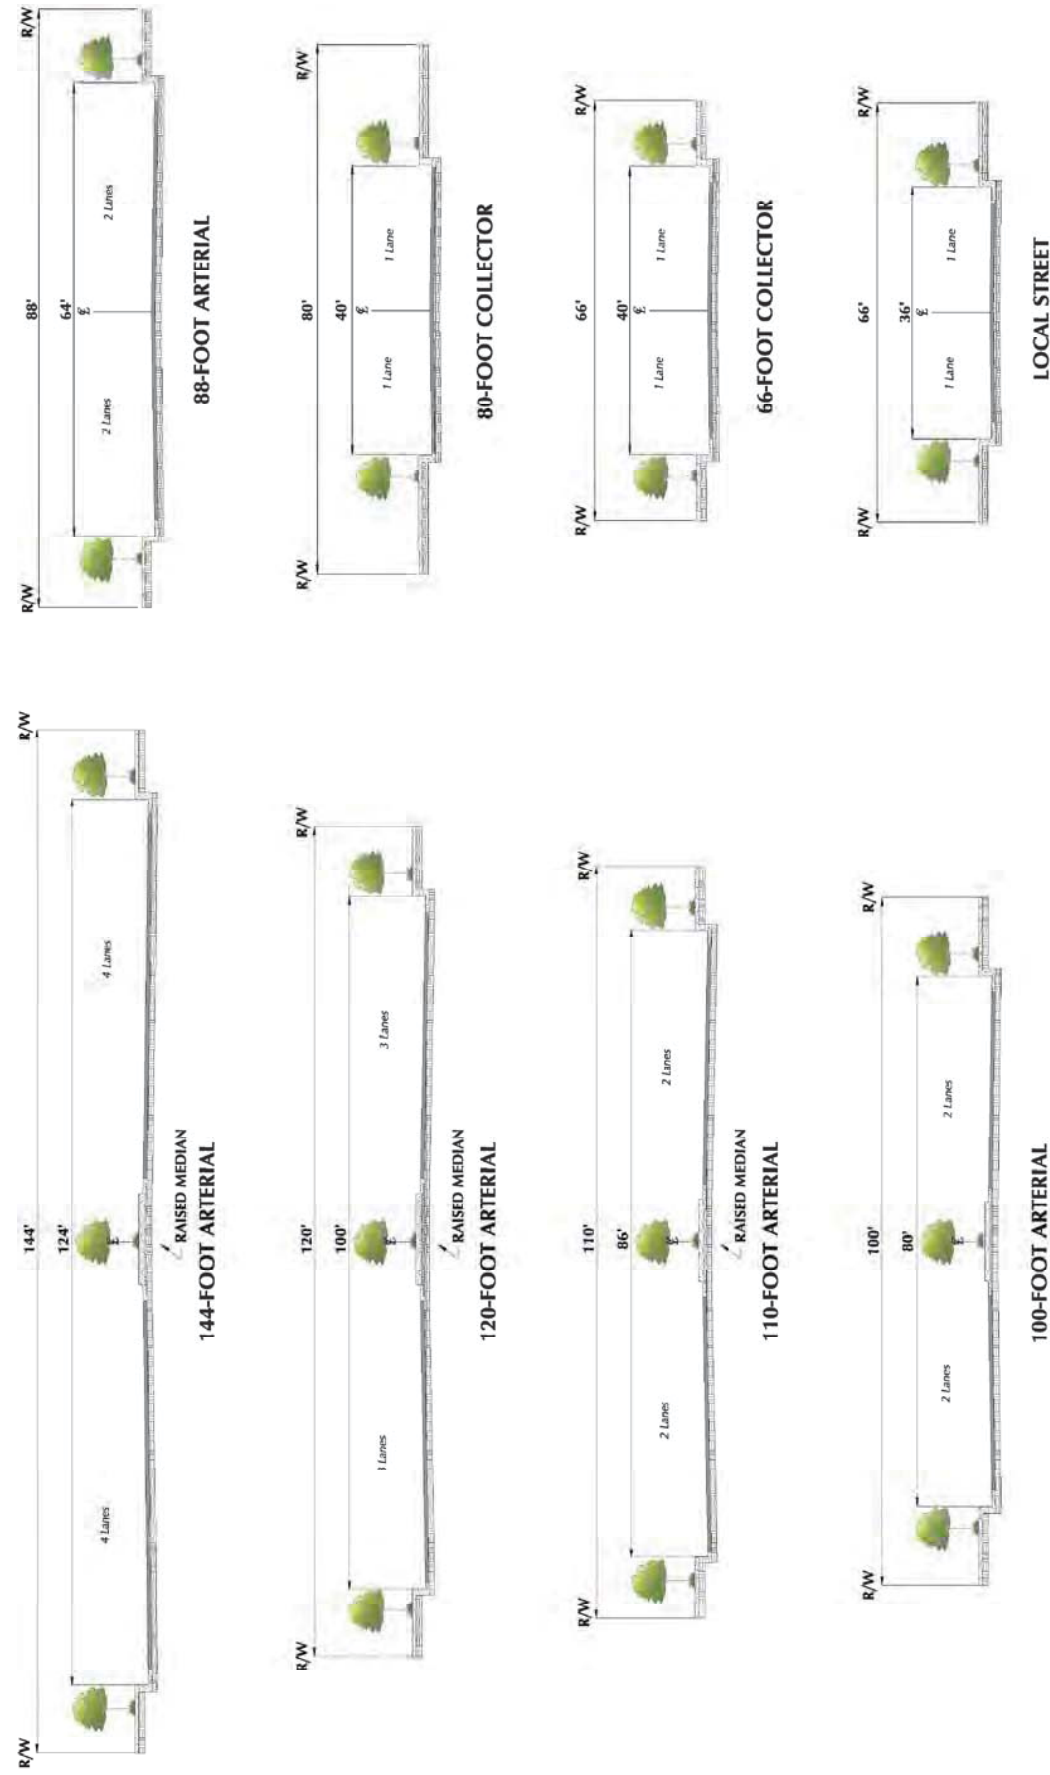 R/W 144' R/W
124'
4 Lanes ℄ 4 Lanes
RAISED MEDIAN
144-FOOT ARTERIAL
R/W 88' R/W
64'
2 Lanes ℄ 2 Lanes
88-FOOT ARTERIAL
R/W 120' R/W
100'
1 Lanes ℄ 3 Lanes
RAISED MEDIAN
120-FOOT ARTERIAL
R/W 80' R/W
40'
1 Lane ℄ 1 Lane
80-FOOT COLLECTOR
R/W 110' R/W
86'
2 Lanes ℄ 2 Lanes
RAISED MEDIAN
110-FOOT ARTERIAL
R/W 66' R/W
40'
1 Lane ℄ 1 Lane
66-FOOT COLLECTOR
R/W 100' R/W
80'
2 Lanes ℄ 2 Lanes
100-FOOT ARTERIAL
R/W 66' R/W
36'
1 Lane ℄ 1 Lane
LOCAL STREET